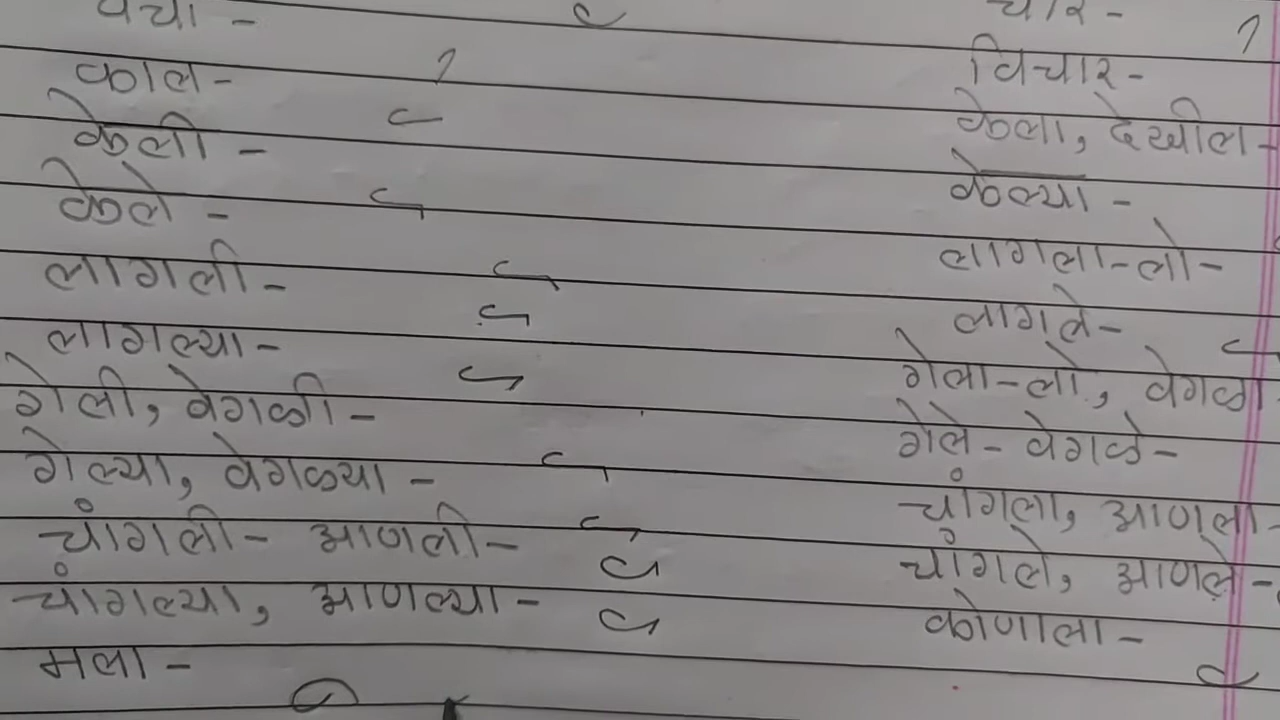 चार -
काल - विचार -
केली - केला, देखील -
केले - केल्या -
लागली - लागला-लो -
लागल्या - लागले -
गेली, वेगळी - गेला-लो, वेगळा
गेल्या, वेगळ्या - गेले - वेगळे -
चांगली - आणली - चांगला, आणला -
चांगल्या, आणल्या - चांगले, आणले -
मला - कोणाला -